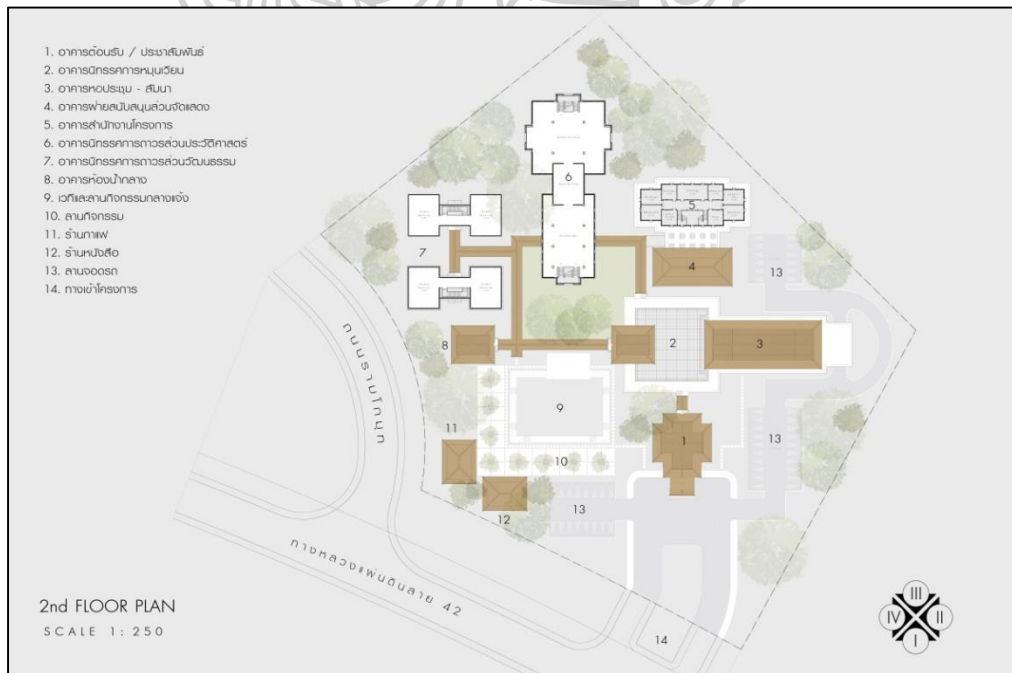 1. อาคารต้อนรับ / ประชาสัมพันธ์
2. อาคารนิทรรศการหมุนเวียน
3. อาคารหอประชุม - สัมนา
4. อาคารฝ่ายสนับสนุนส่วนจัดแสดง
5. อาคารสำนักงานโครงการ
6. อาคารนิทรรศการถาวรส่วนประวัติศาสตร์
7. อาคารนิทรรศการถาวรส่วนวัฒนธรรม
8. อาคารห้องน้ำกลาง
9. เวทีและลานกิจกรรมกลางแจ้ง
10. ลานกิจกรรม
11. ร้านกาแฟ
12. ร้านหนังสือ
13. ลานจอดรถ
14. ทางเข้าโครงการ
6
5
7
4
13
8
2
3
9
11
1
13
10
12
13
14
ถนนรามโกมุท
ทางหลวงแผ่นดินสาย 42
2nd FLOOR PLAN
SCALE 1: 250
III
IV
II
I